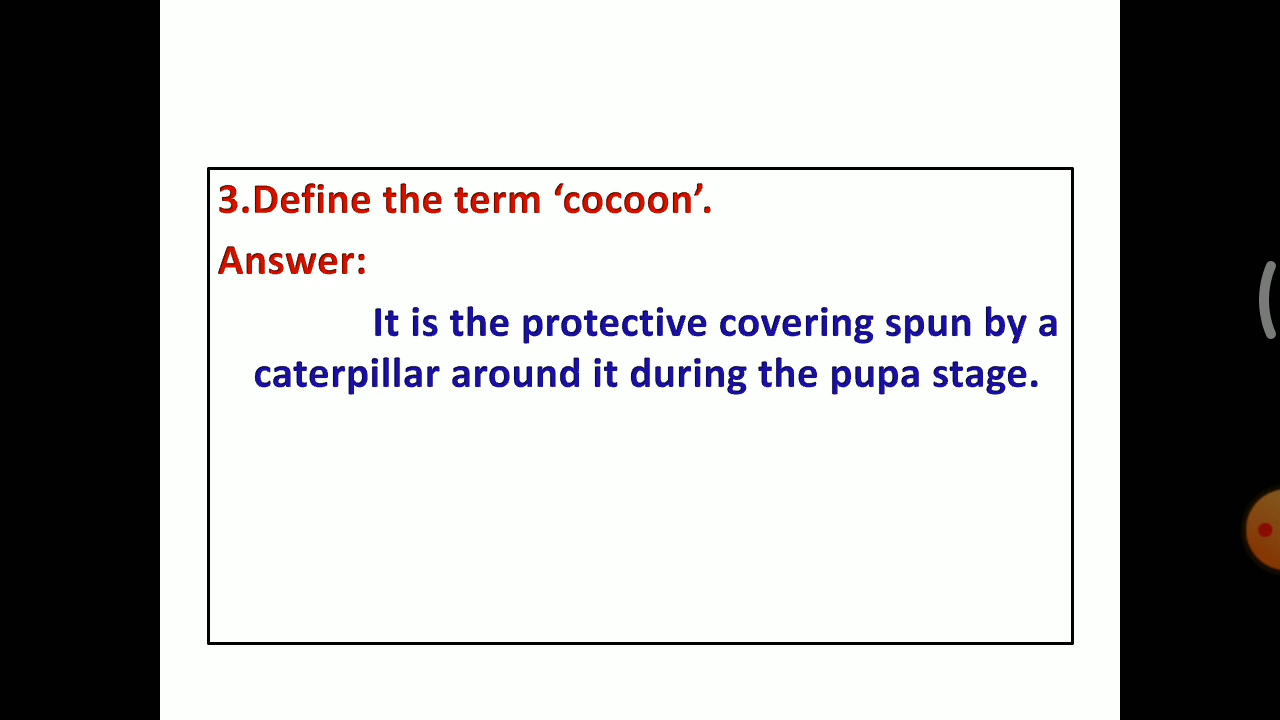 3.Define the term ‘cocoon’.
Answer:
It is the protective covering spun by a
caterpillar around it during the pupa stage.